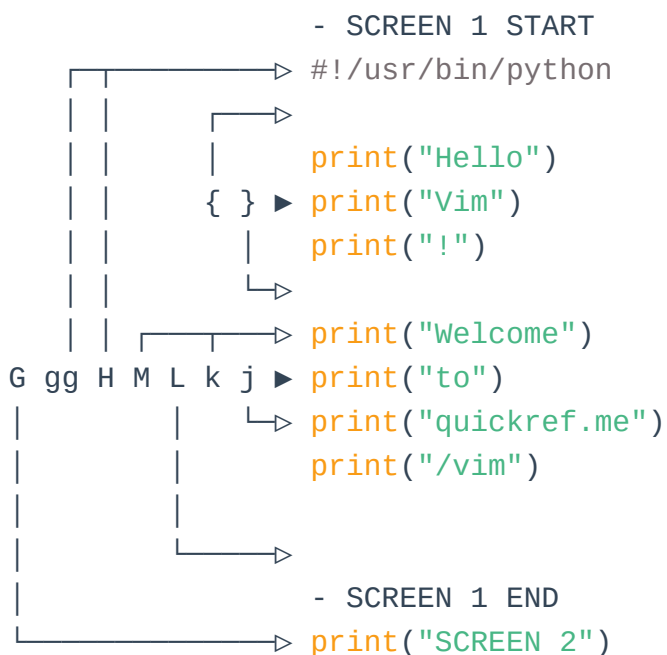 - SCREEN 1 START
#!/usr/bin/python
print("Hello")
{ } print("Vim")
print("!")
print("Welcome")
G gg H M L k j print("to")
print("quickref.me")
print("/vim")
- SCREEN 1 END
print("SCREEN 2")